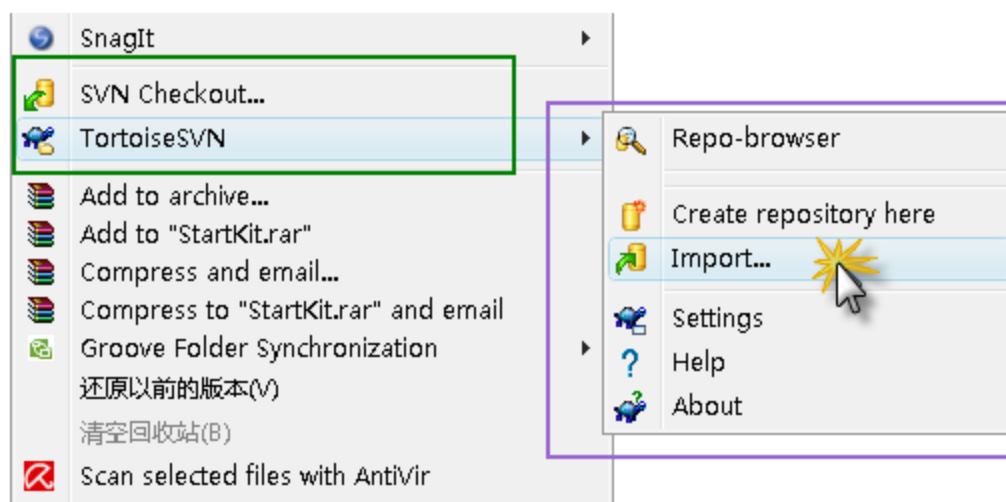 SnagIt
SVN Checkout...
TortoiseSVN
Add to archive...
Add to "StartKit.rar"
Compress and email...
Compress to "StartKit.rar" and email
Groove Folder Synchronization
还原以前的版本(V)
清空回收站(B)
Scan selected files with AntiVir
Repo-browser
Create repository here
Import...
Settings
Help
About